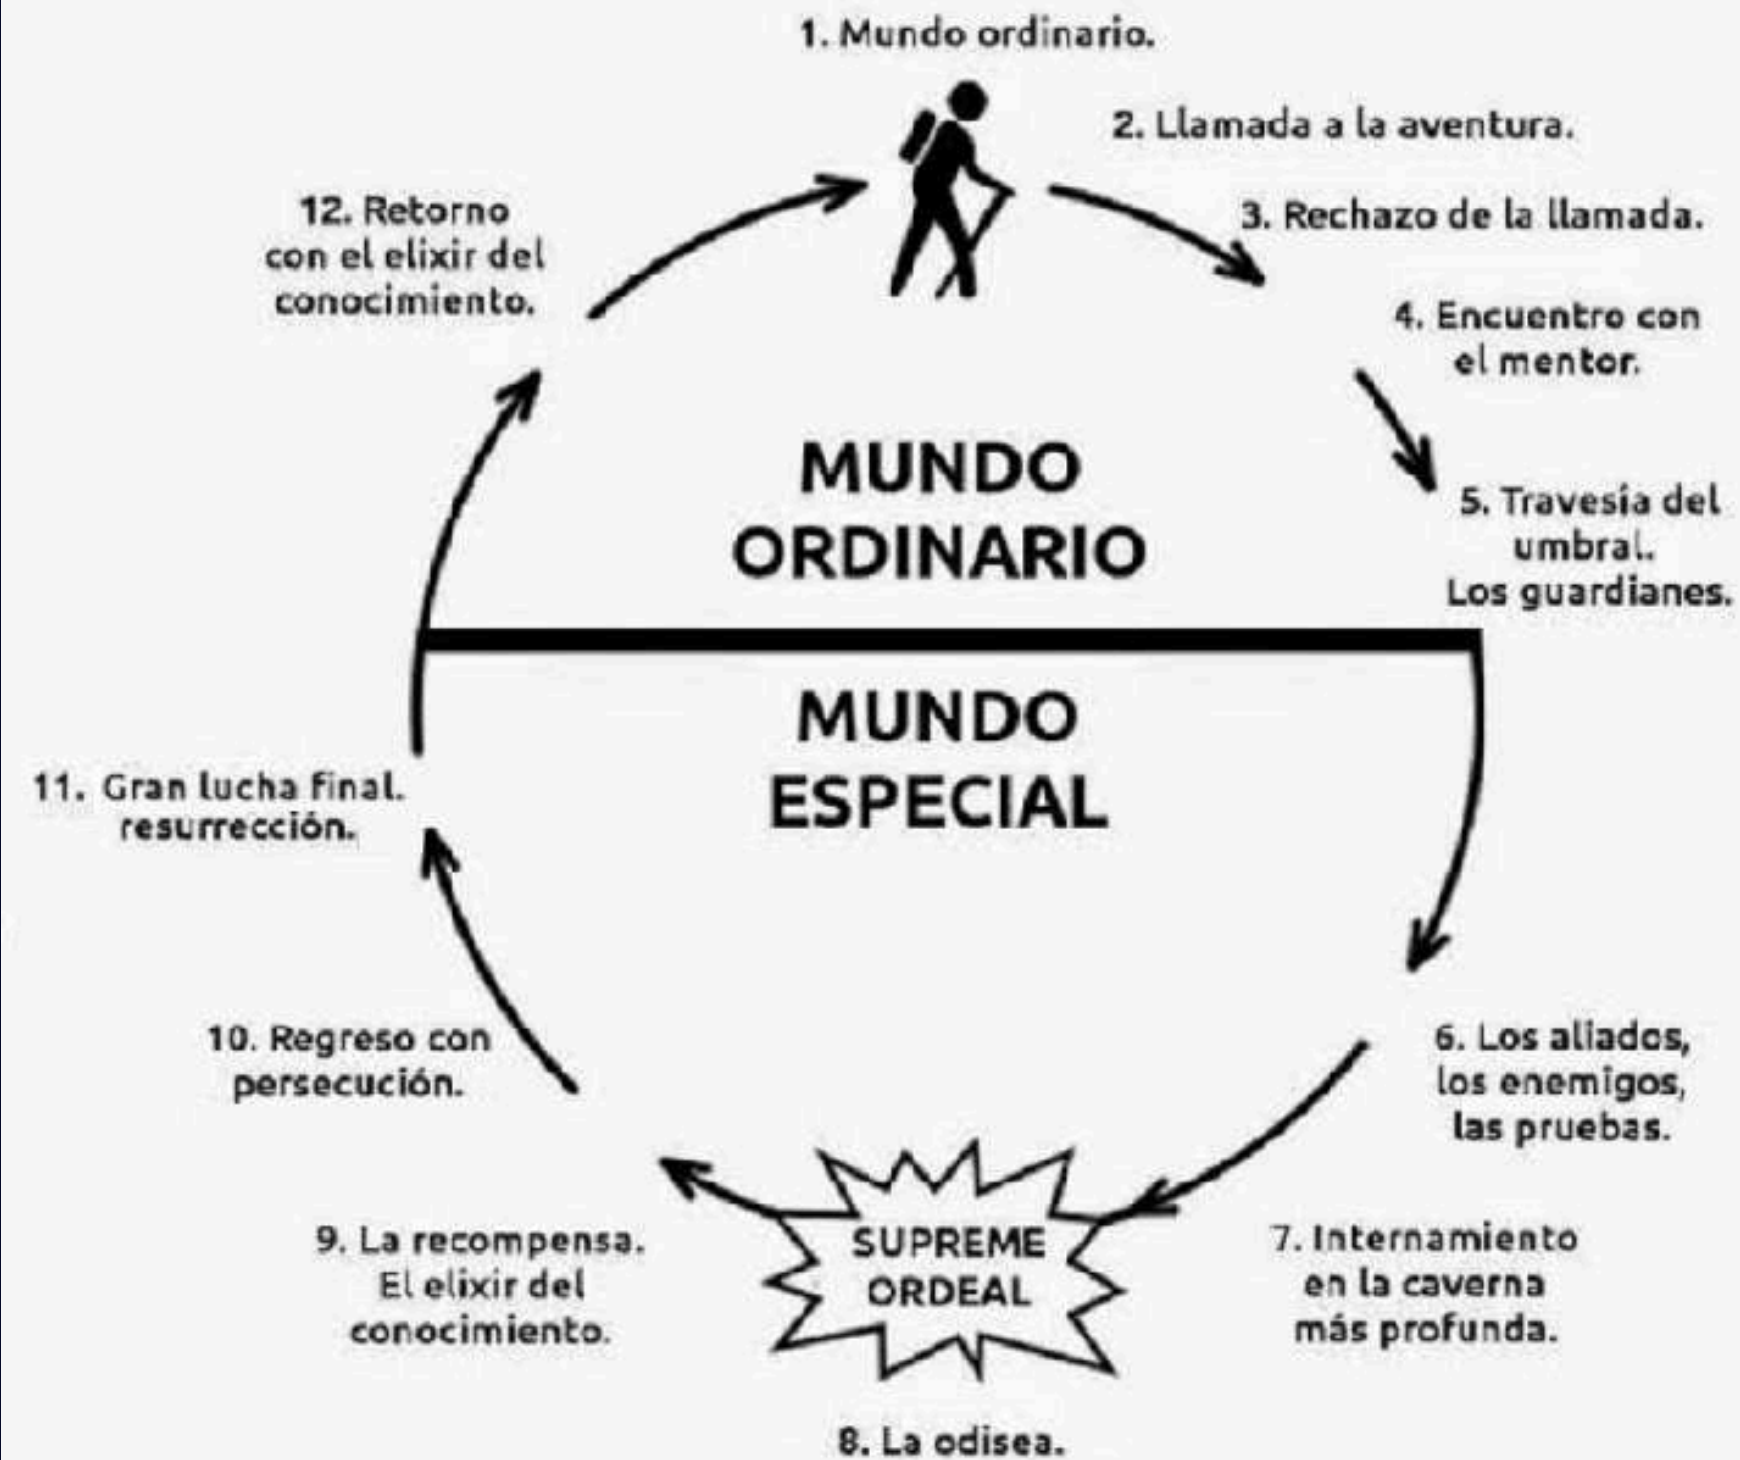 1. Mundo ordinario.
2. Llamada a la aventura.
3. Rechazo de la llamada.
4. Encuentro con
el mentor.
5. Travesía del
umbral.
Los guardianes.
6. Los aliados,
los enemigos,
las pruebas.
7. Internamiento
en la caverna
más profunda.
8. La odisea.
9. La recompensa.
El elixir del
conocimiento.
10. Regreso con
persecución.
11. Gran lucha final.
resurrección.
12. Retorno
con el elixir del
conocimiento.
MUNDO
ORDINARIO
MUNDO
ESPECIAL
SUPREME
ORDEAL